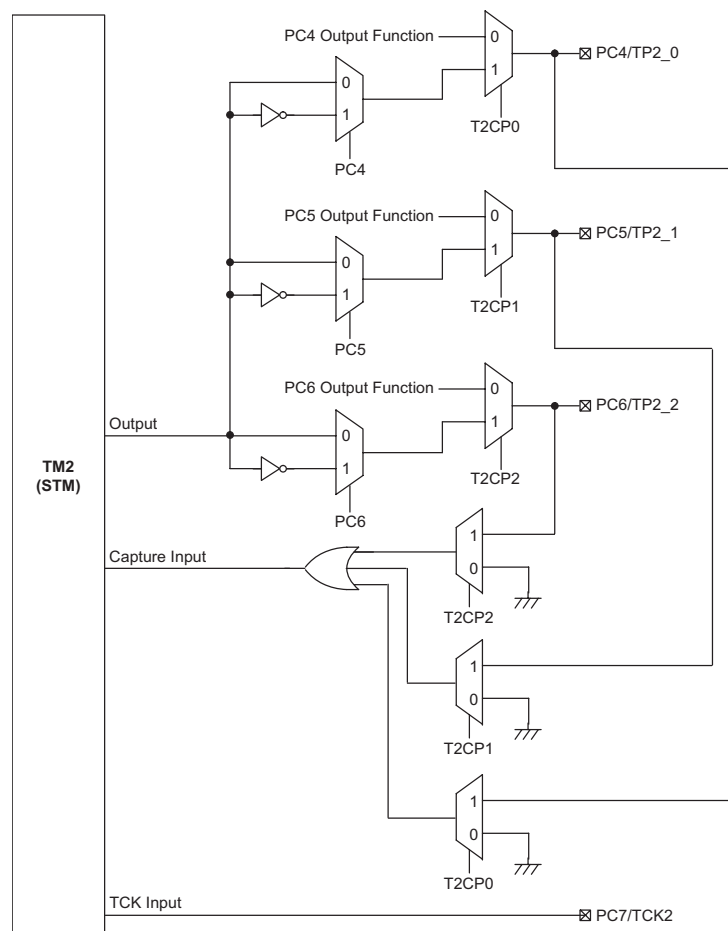 PC4 Output Function
0
PC4/TP2_0
0
1
1
T2CP0
PC4
PC5 Output Function
0
PC5/TP2_1
0
1
1
T2CP1
PC5
PC6 Output Function
0
PC6/TP2_2
Output
0
1
TM2
(STM)
1
T2CP2
PC6
1
Capture Input
0
T2CP2
1
0
T2CP1
1
0
T2CP0
TCK Input
PC7/TCK2